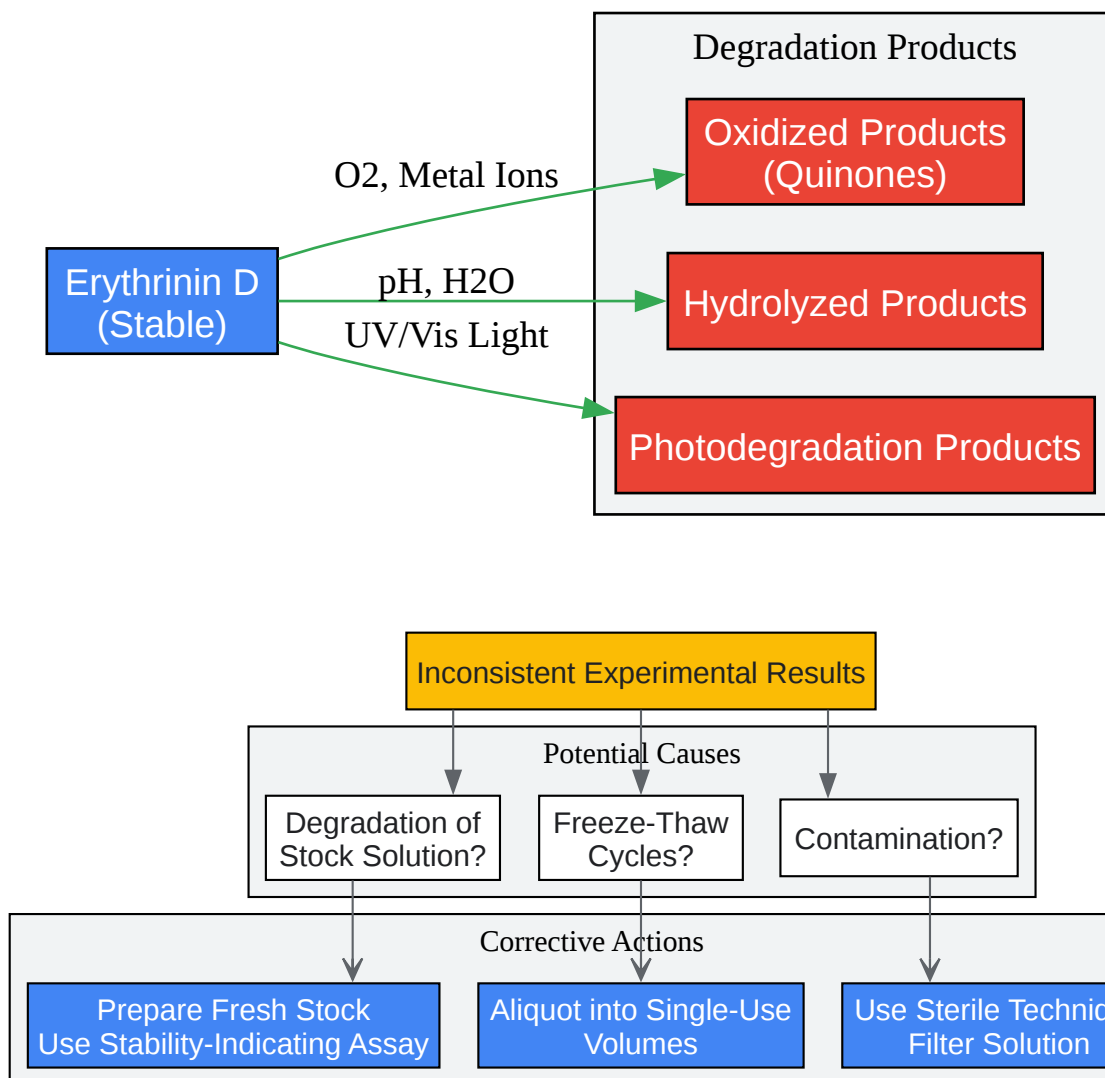 Degradation Products
Oxidized Products
(Quinones)
O2, Metal Ions
Erythrinin D
(Stable)
pH, H2O
Hydrolyzed Products
UV/Vis Light
Photodegradation Products
Inconsistent Experimental Results
Potential Causes
Degradation of
Stock Solution?
Freeze-Thaw
Cycles?
Contamination?
Corrective Actions
Prepare Fresh Stock
Use Stability-Indicating Assay
Aliquot into Single-Use
Volumes
Use Sterile
Filter Solution